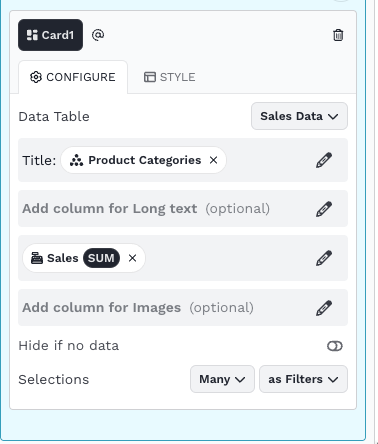 Card1 @
CONFIGURE STYLE
Data Table Sales Data
Title: Product Categories ×
Add column for Long text (optional)
Sales SUM ×
Add column for Images (optional)
Hide if no data
Selections Many as Filters